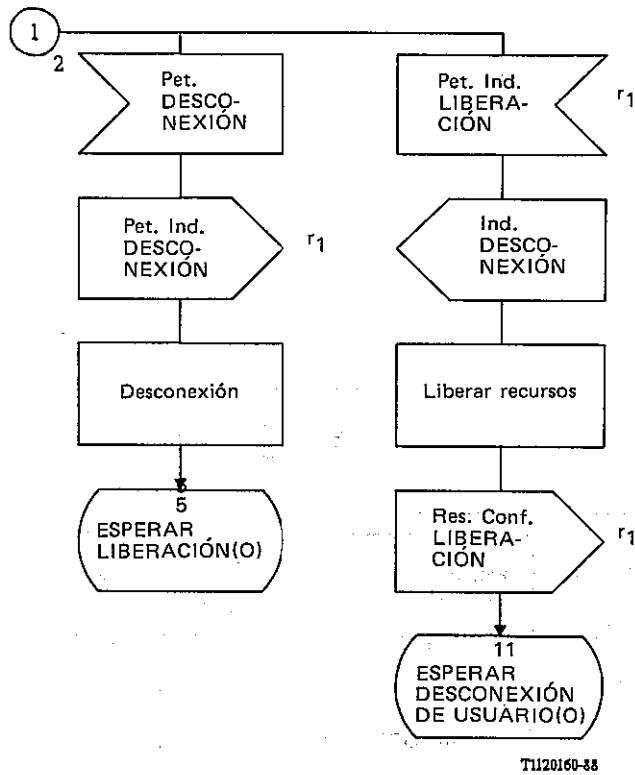 1
2
Pet.
DESCO-
NEXIÓN
Pet. Ind.
LIBERA-
CIÓN
r1
Pet. Ind.
DESCO-
NEXIÓN
r1
Ind.
DESCO-
NEXIÓN
Desconexión
Liberar recursos
5
ESPERAR
LIBERACIÓN(O)
Res. Conf.
LIBERA-
CIÓN
r1
11
ESPERAR
DESCONEXIÓN
DE USUÁRIO(O)
T1120160-88